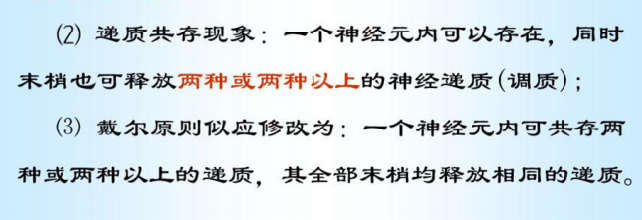 (2) 递质共存现象：一个神经元内可以存在，同时
末梢也可释放两种或两种以上的神经递质(调质)；
(3) 戴尔原则似应修改为：一个神经元内可共存两
种或两种以上的递质，其全部末梢均释放相同的递质。